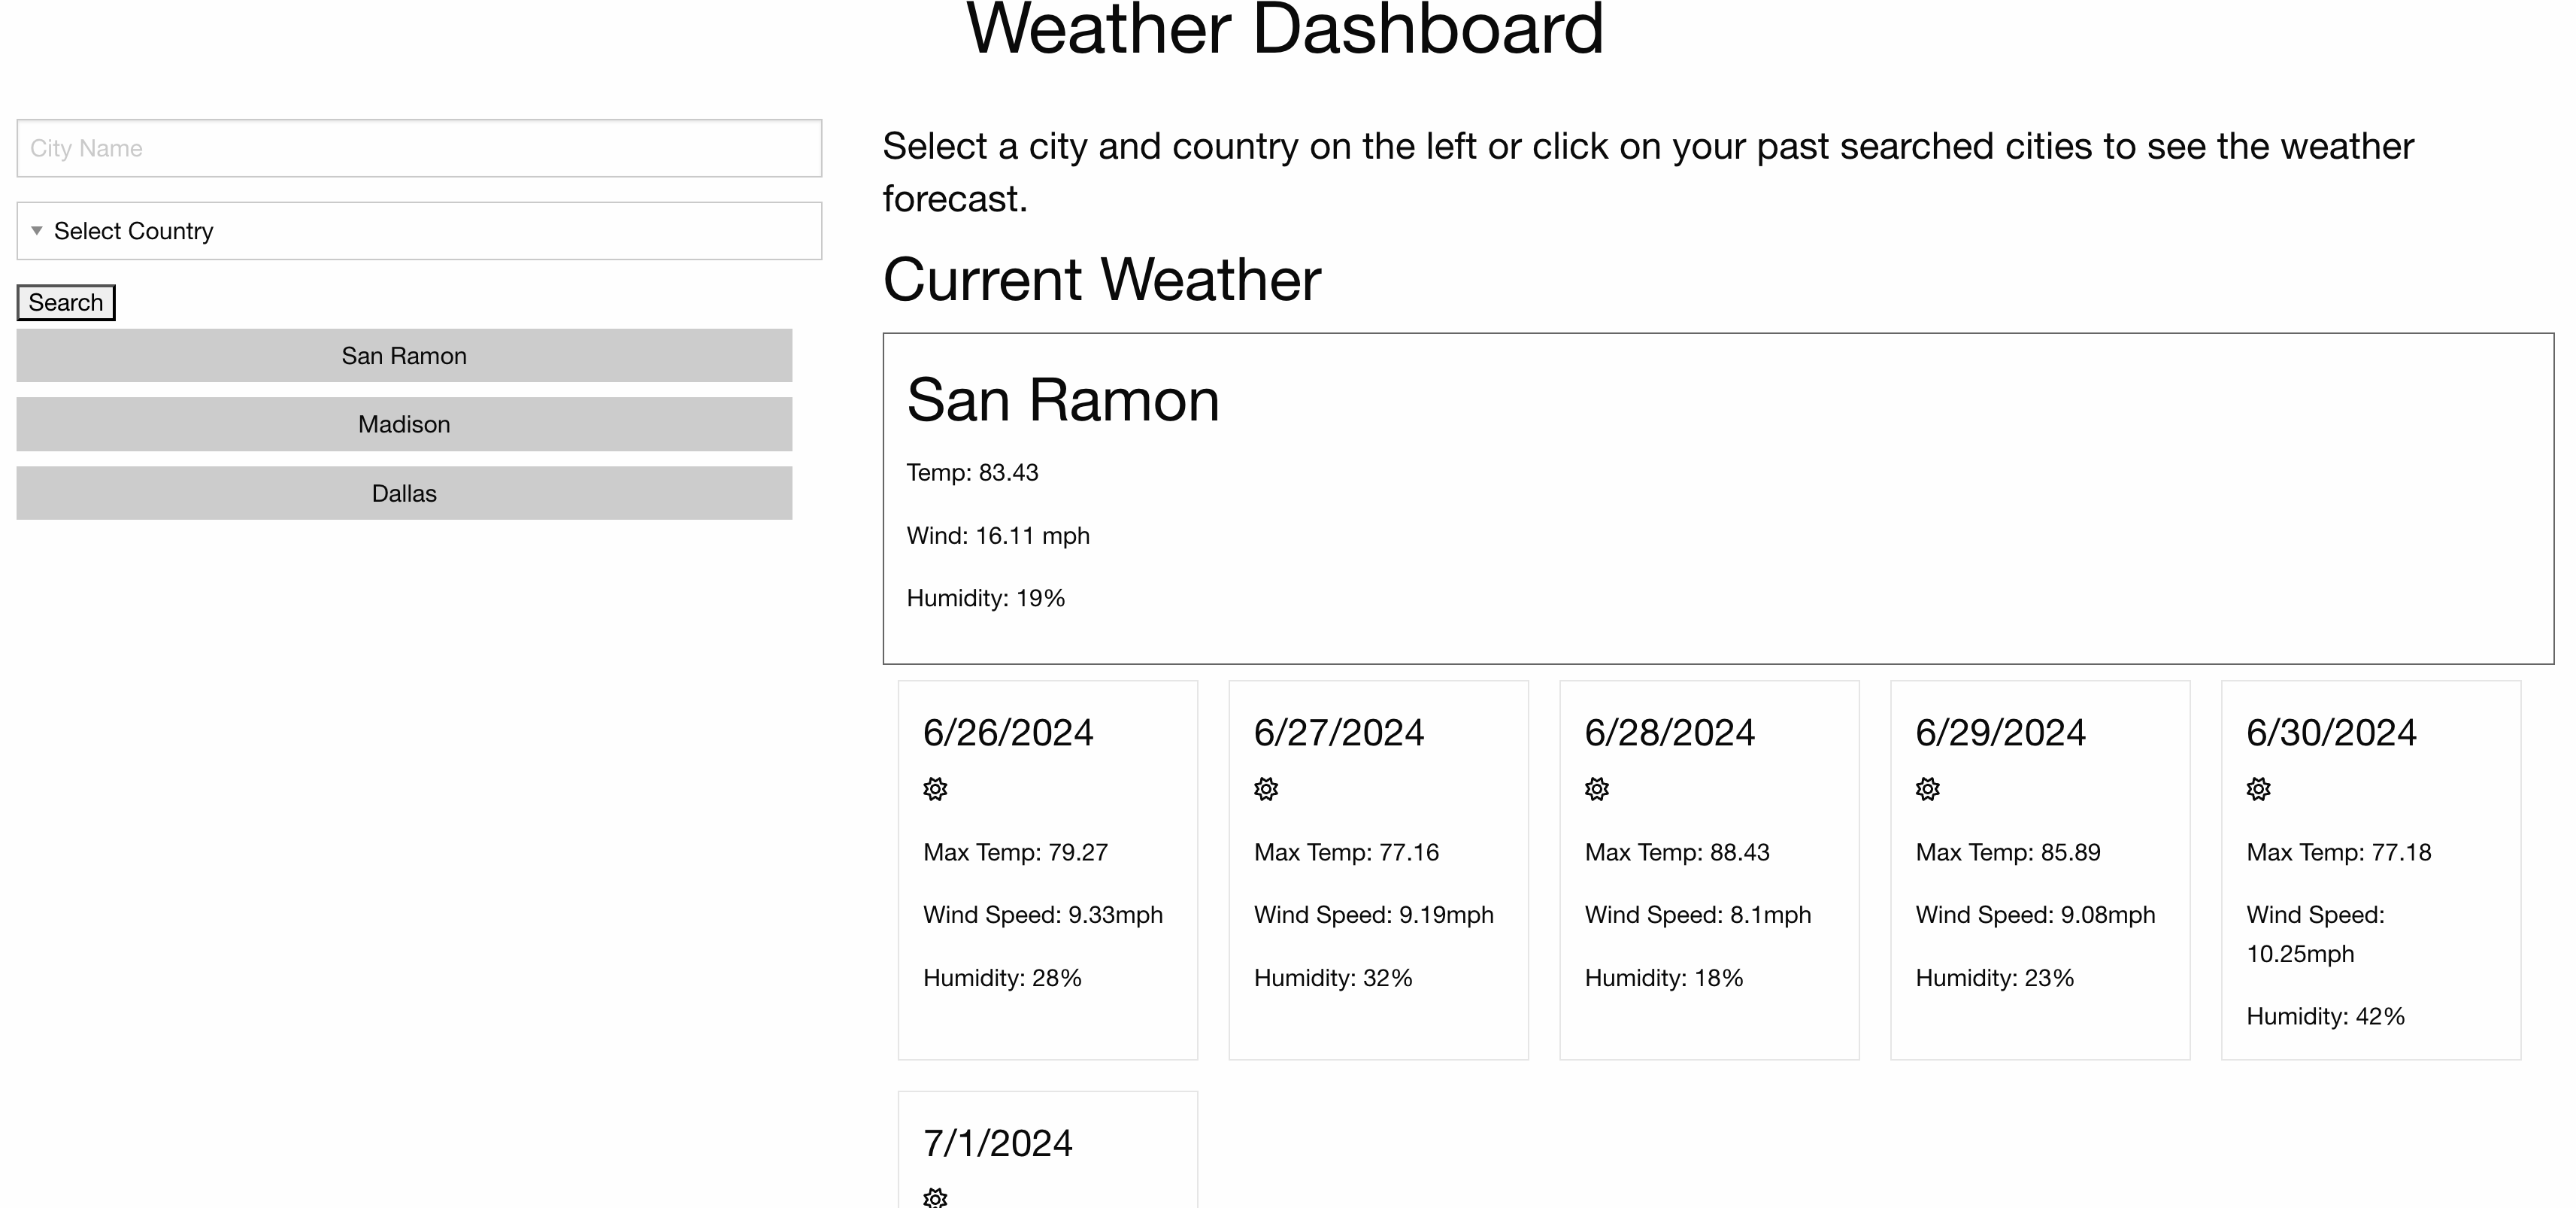 Weather Dashboard
City Name
Select Country
Search
San Ramon
Madison
Dallas
Select a city and country on the left or click on your past searched cities to see the weather
forecast.
Current Weather
San Ramon
Temp: 83.43
Wind: 16.11 mph
Humidity: 19%
6/26/2024
Max Temp: 79.27
Wind Speed: 9.33mph
Humidity: 28%
6/27/2024
Max Temp: 77.16
Wind Speed: 9.19mph
Humidity: 32%
6/28/2024
Max Temp: 88.43
Wind Speed: 8.1mph
Humidity: 18%
6/29/2024
Max Temp: 85.89
Wind Speed: 9.08mph
Humidity: 23%
6/30/2024
Max Temp: 77.18
Wind Speed:
10.25mph
Humidity: 42%
7/1/2024